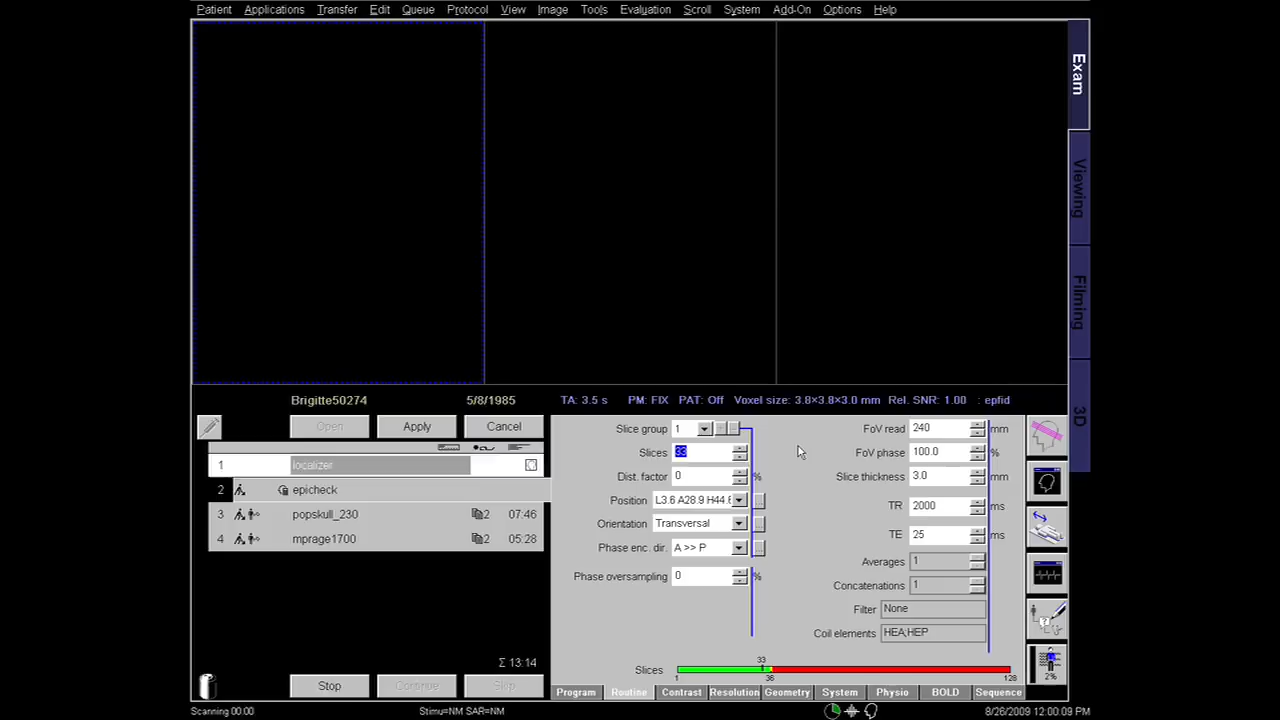 Patient Applications Transfer Edit Queue Protocol View Image Tools Evaluation Scroll System Add-On Options Help
Exam
Viewing
Filming
3D
Brigitte50274 5/8/1985 TA: 3.5 s PM: FIX PAT: Off Voxel size: 3.8×3.8×3.0 mm Rel. SNR: 1.00 : epfid
Open Apply Cancel
1 localizer
2 epicheck
3 popskull_230 2 07:46
4 mprage1700 2 05:28
Σ 13:14
Stop Continue Stop
Slice group 1
Slices 33
Dist. factor 0 %
Position L3.6 A28.9 H44.6
Orientation Transversal
Phase enc. dir. A >> P
Phase oversampling 0 %
FoV read 240 mm
FoV phase 100.0 %
Slice thickness 3.0 mm
TR 2000 ms
TE 25 ms
Averages 1
Concatenations 1
Filter None
Coil elements HEA;HEP
33
Slices
1 36 128
2%
Program Routine Contrast Resolution Geometry System Physio BOLD Sequence
Scanning 00:00 Stimu=NM SAR=NM 8/26/2009 12:00:09 PM